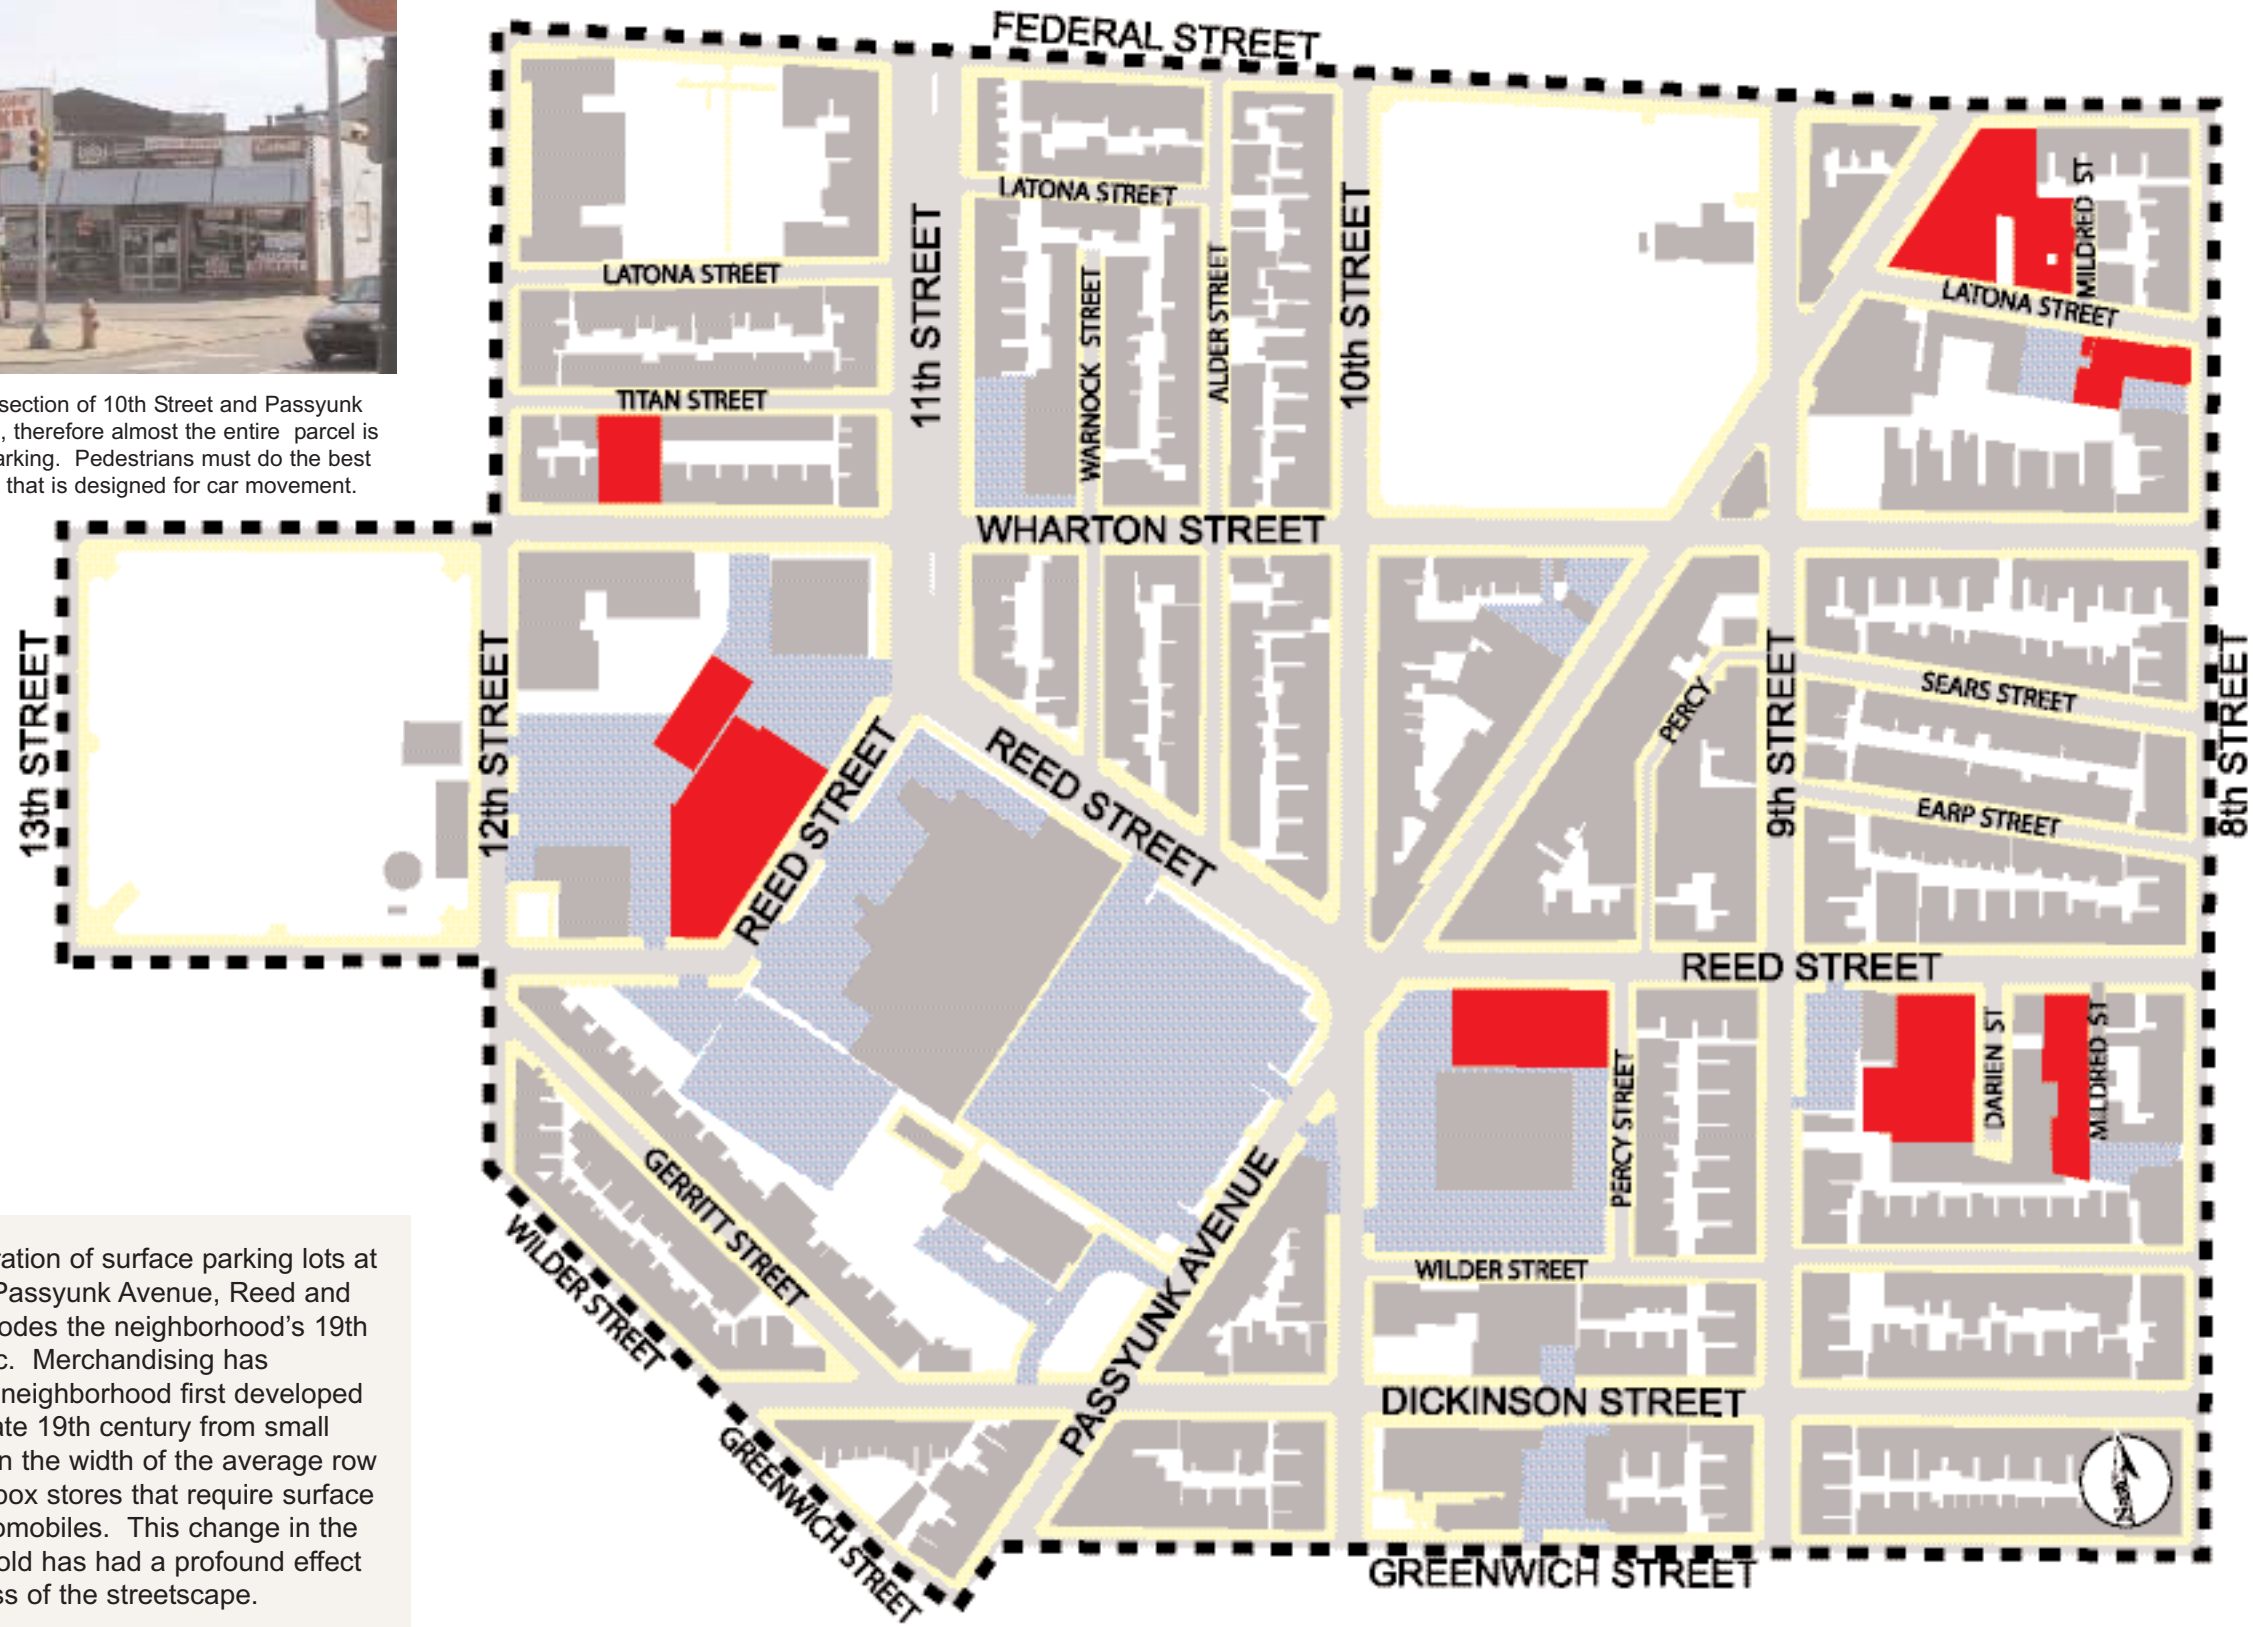 FEDERAL STREET
LATONA STREET
MILDRED ST
11th STREET
10th STREET
LATONA STREET
WARNOCK STREET
ALDER STREET
LATONA STREET
TITAN STREET
section of 10th Street and Passyunk
, therefore almost the entire parcel is
arking. Pedestrians must do the best
that is designed for car movement.
WHARTON STREET
13th STREET
12th STREET
REED STREET
REED STREET
PERCY
9th STREET
SEARS STREET
EARP STREET
8th STREET
REED STREET
PERCY STREET
DARIEN ST
MILDRED ST
GERRITT STREET
WILDER STREET
PASSYUNK AVENUE
WILDER STREET
DICKINSON STREET
GREENWICH STREET
GREENWICH STREET
ration of surface parking lots at
Passyunk Avenue, Reed and
odes the neighborhood's 19th
c. Merchandising has
neighborhood first developed
ate 19th century from small
n the width of the average row
box stores that require surface
omobiles. This change in the
old has had a profound effect
ss of the streetscape.